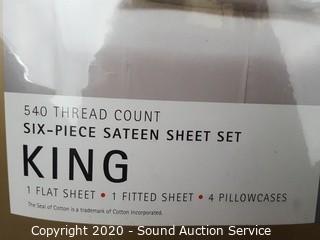 540 THREAD COUNT
SIX-PIECE SATEEN SHEET SET
KING
1 FLAT SHEET • 1 FITTED SHEET • 4 PILLOWCASES
The Seal of Cotton is a trademark of Cotton Incorporated.
Copyright 2020 - Sound Auction Service